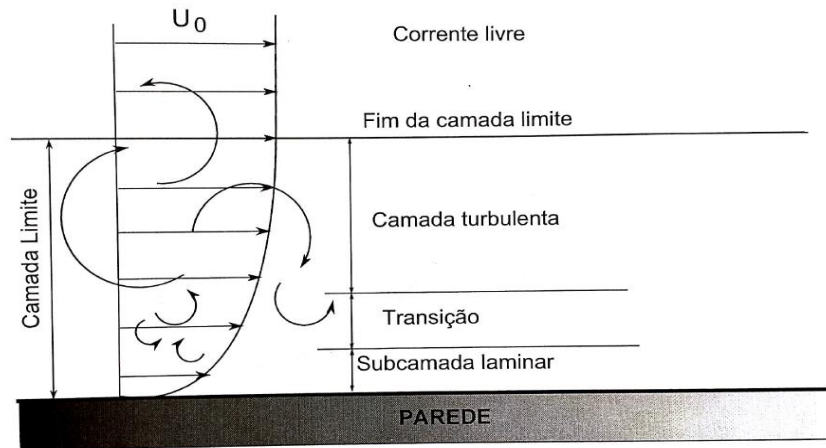 U0
Corrente livre
Fim da camada limite
Camada Limite
Camada turbulenta
Transição
Subcamada laminar
PAREDE